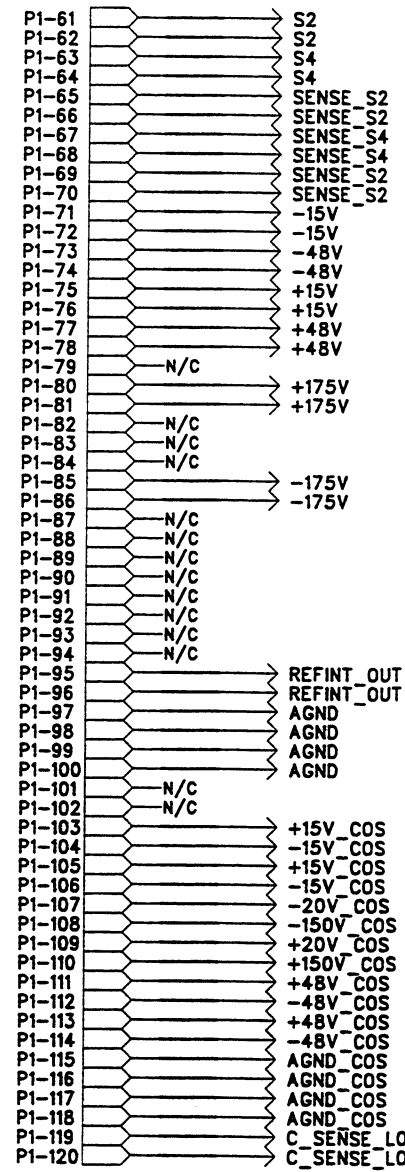 P1-61 S2
P1-62 S2
P1-63 S4
P1-64 S4
P1-65 SENSE_S2
P1-66 SENSE_S2
P1-67 SENSE_S4
P1-68 SENSE_S4
P1-69 SENSE_S2
P1-70 SENSE_S2
P1-71 -15V
P1-72 -15V
P1-73 -48V
P1-74 -48V
P1-75 +15V
P1-76 +15V
P1-77 +48V
P1-78 +48V
P1-79 N/C
P1-80 +175V
P1-81 +175V
P1-82 N/C
P1-83 N/C
P1-84 N/C
P1-85 -175V
P1-86 -175V
P1-87 N/C
P1-88 N/C
P1-89 N/C
P1-90 N/C
P1-91 N/C
P1-92 N/C
P1-93 N/C
P1-94 N/C
P1-95 REFINT_OUT
P1-96 REFINT_OUT
P1-97 AGND
P1-98 AGND
P1-99 AGND
P1-100 AGND
P1-101 N/C
P1-102 N/C
P1-103 +15V_COS
P1-104 -15V_COS
P1-105 +15V_COS
P1-106 -15V_COS
P1-107 -20V_COS
P1-108 -150V_COS
P1-109 +20V_COS
P1-110 +150V_COS
P1-111 +48V_COS
P1-112 -48V_COS
P1-113 +48V_COS
P1-114 -48V_COS
P1-115 AGND_COS
P1-116 AGND_COS
P1-117 AGND_COS
P1-118 AGND_COS
P1-119 C_SENSE_LO
P1-120 C_SENSE_LO